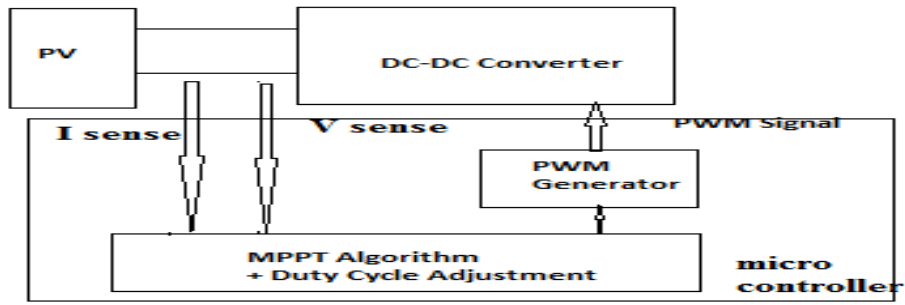 PV
DC-DC Converter
I sense
V sense
PWM Signal
PWM
Generator
MPPT Algorithm
+ Duty Cycle Adjustment
micro
controller